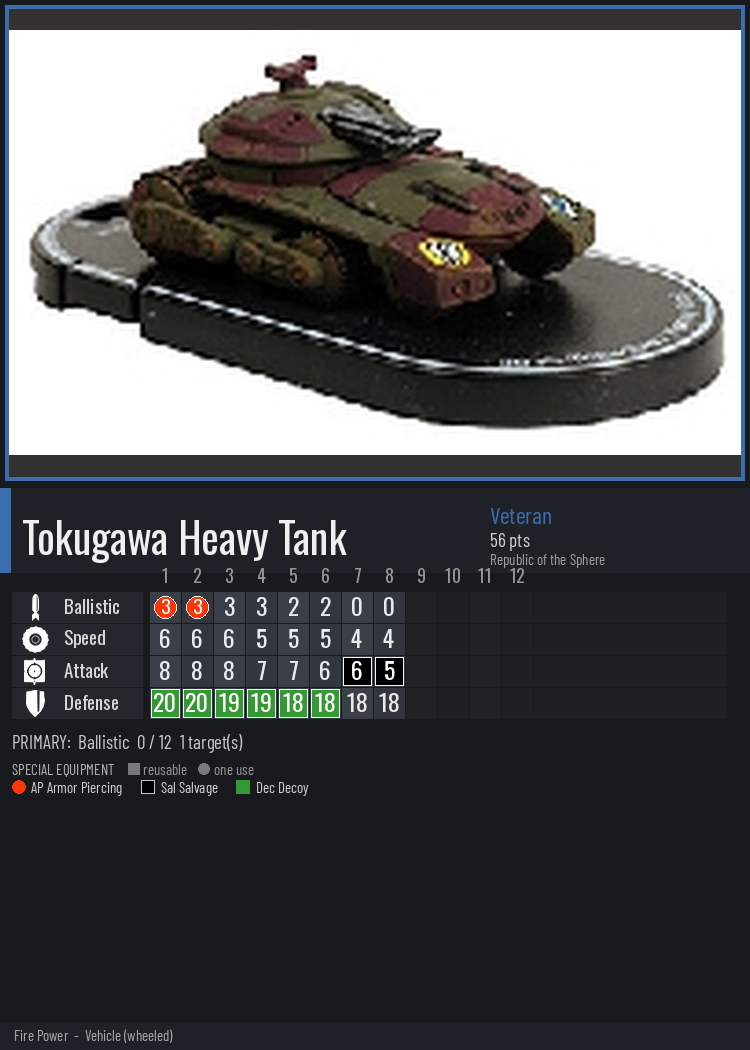 Tokugawa Heavy Tank
Veteran
56 pts
Republic of the Sphere
1 2 3 4 5 6 7 8 9 10 11 12
Ballistic 3 3 3 3 2 2 0 0
Speed 6 6 6 5 5 5 4 4
Attack 8 8 8 7 7 6 6 5
Defense 20 20 19 19 18 18 18 18
PRIMARY: Ballistic 0 / 12 1 target(s)
SPECIAL EQUIPMENT reusable one use
AP Armor Piercing Sal Salvage Dec Decoy
Fire Power - Vehicle (wheeled)